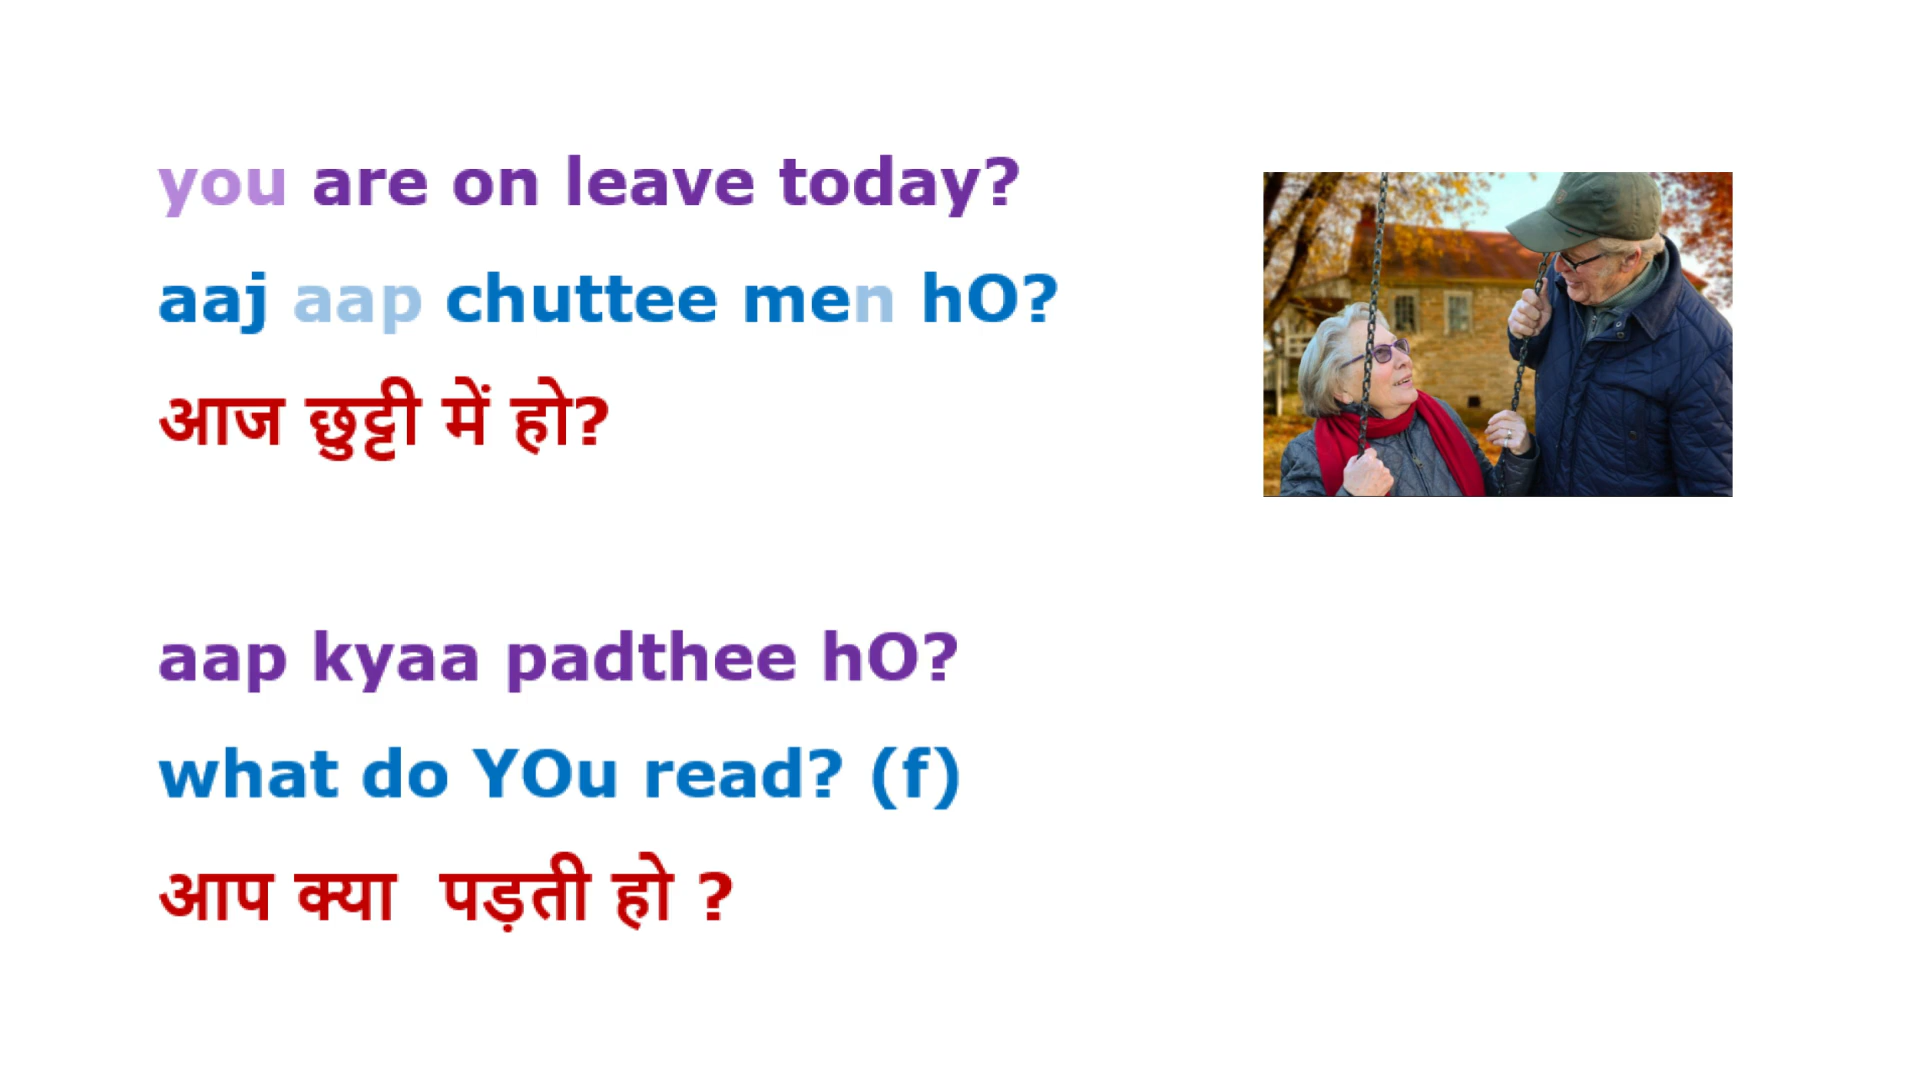 you are on leave today?
aaj aap chuttee men hO?
आज छुट्टी में हो?
aap kyaa padthee hO?
what do YOu read? (f)
आप क्या पड़ती हो ?